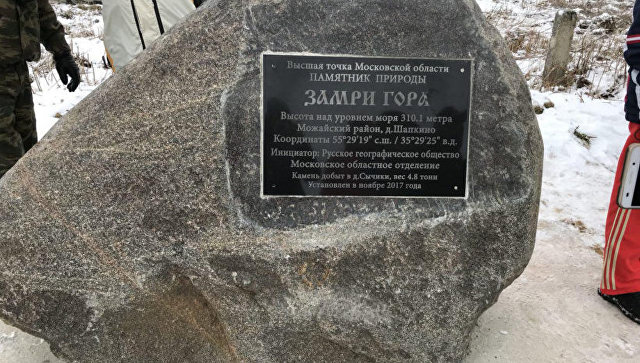 Высшая точка Московской области
ПАМЯТНИК ПРИРОДЫ
ЗАМРИ ГОРА
Высота над уровнем моря 310.1 метра
Можайский район, д.Шапкино
Координаты 55°29'19" с.ш. / 35°29'25" в.д.
Инициатор: Русское географическое общество
Московское областное отделение
Камень добыт в д.Сычики, вес 4.8 тонн
Установлен в ноябре 2017 года